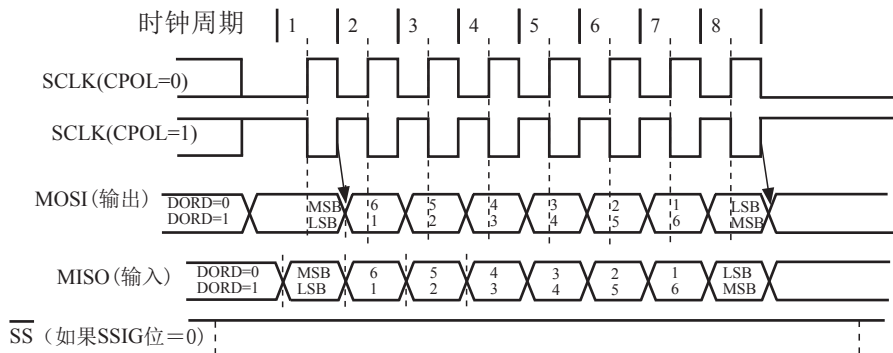 时钟周期 1 2 3 4 5 6 7 8
SCLK(CPOL=0)
SCLK(CPOL=1)
MOSI(输出) DORD=0 MSB 6 5 4 3 2 1 LSB
DORD=1 LSB 1 2 3 4 5 6 MSB
MISO(输入) DORD=0 MSB 6 5 4 3 2 1 LSB
DORD=1 LSB 1 2 3 4 5 6 MSB
SS(如果SSIG位=0)